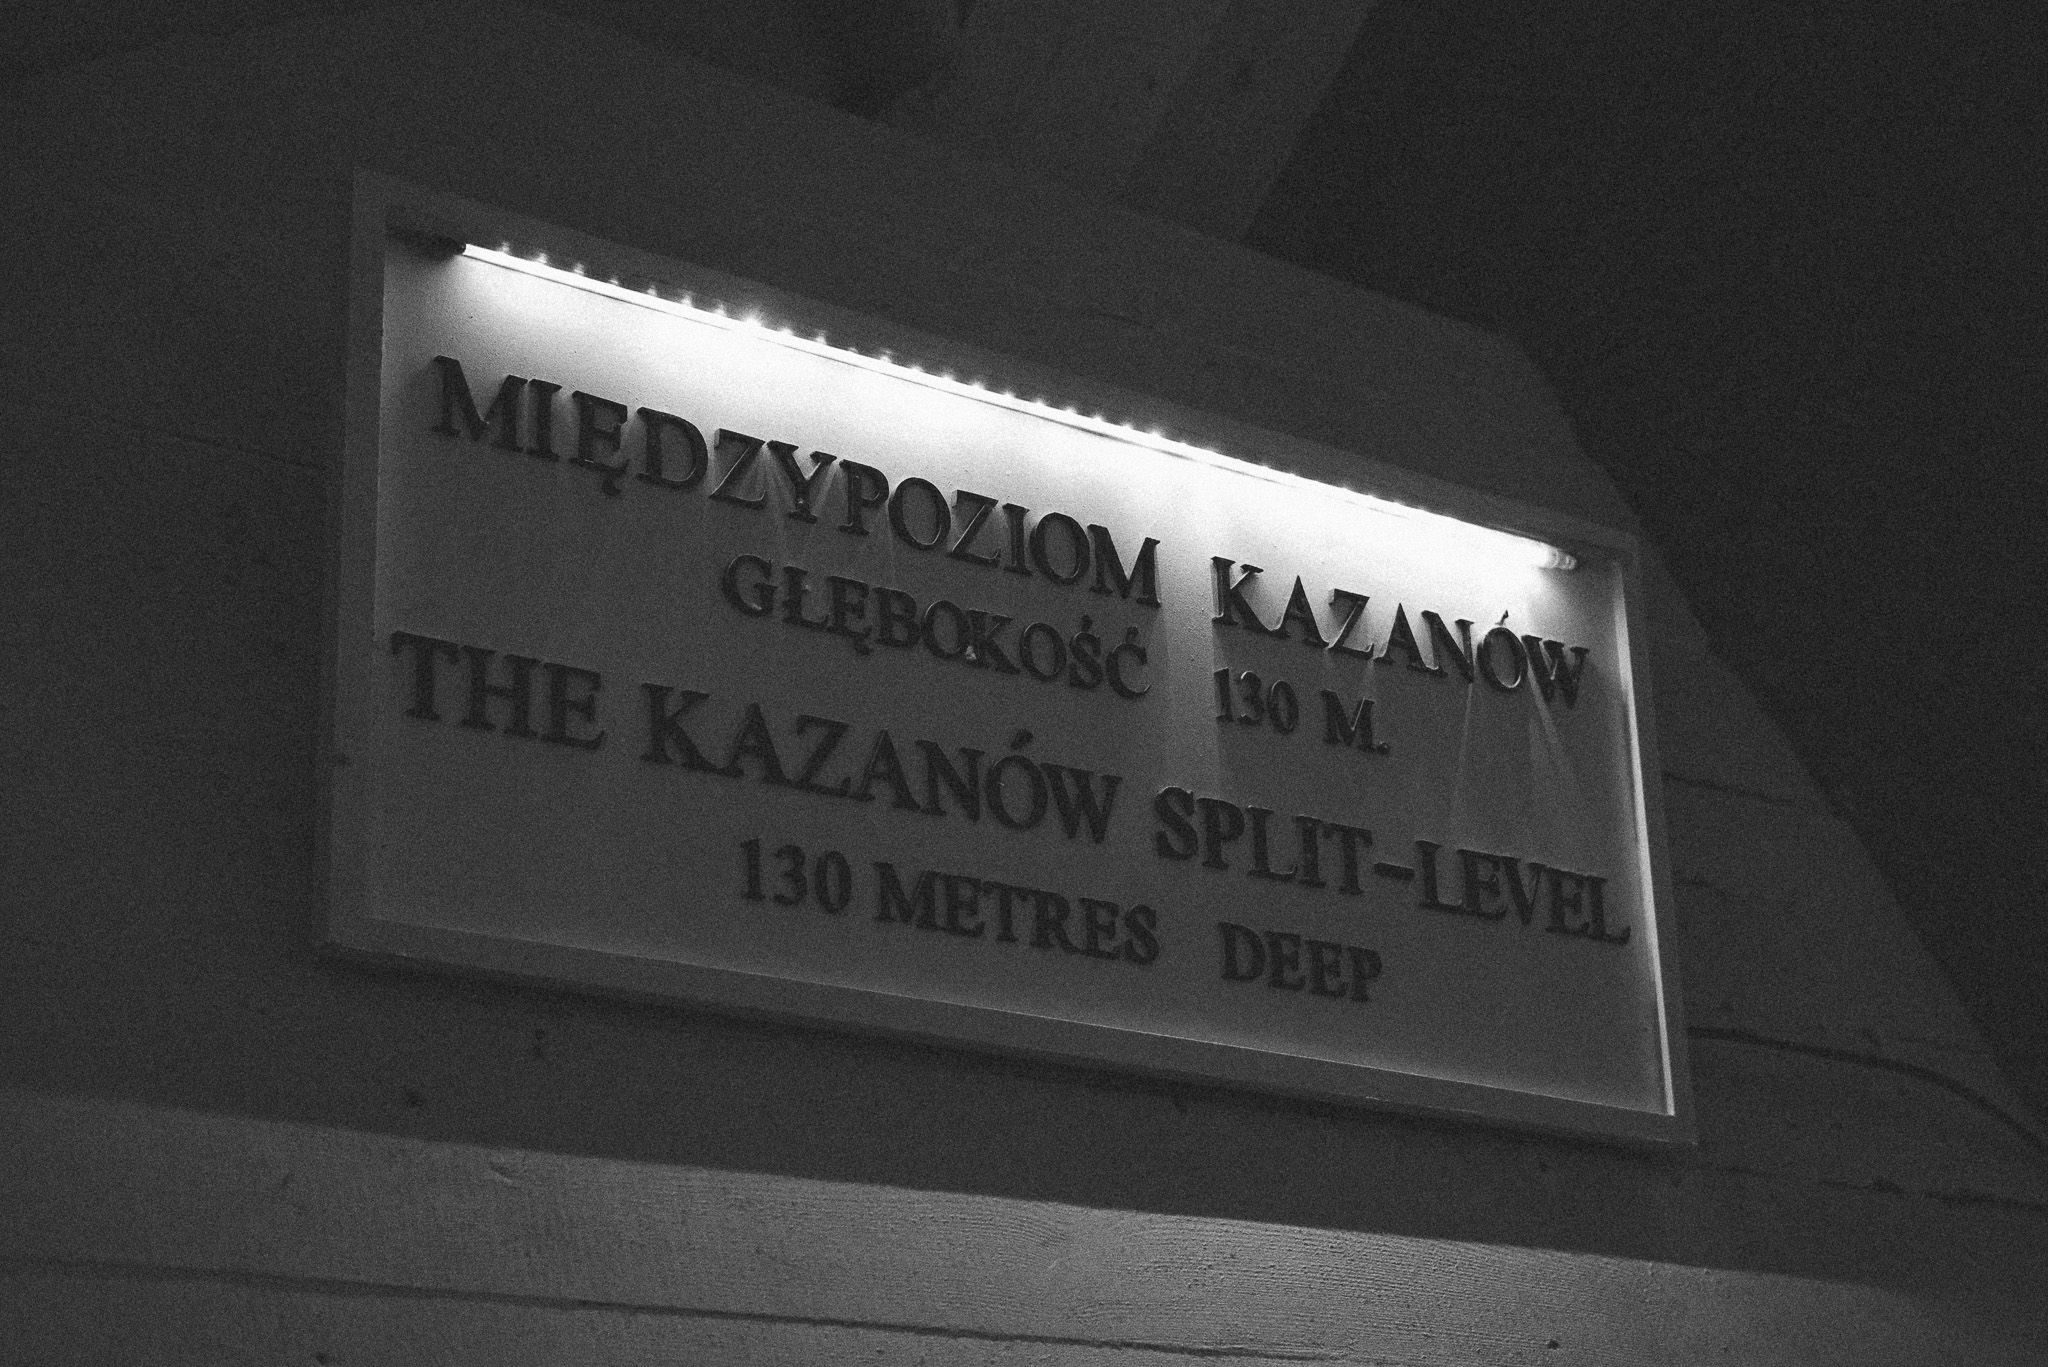 MIĘDZYPOZIOM KAZANÓW
GŁĘBOKOŚĆ 130 M.
THE KAZANÓW SPLIT-LEVEL
130 METRES DEEP